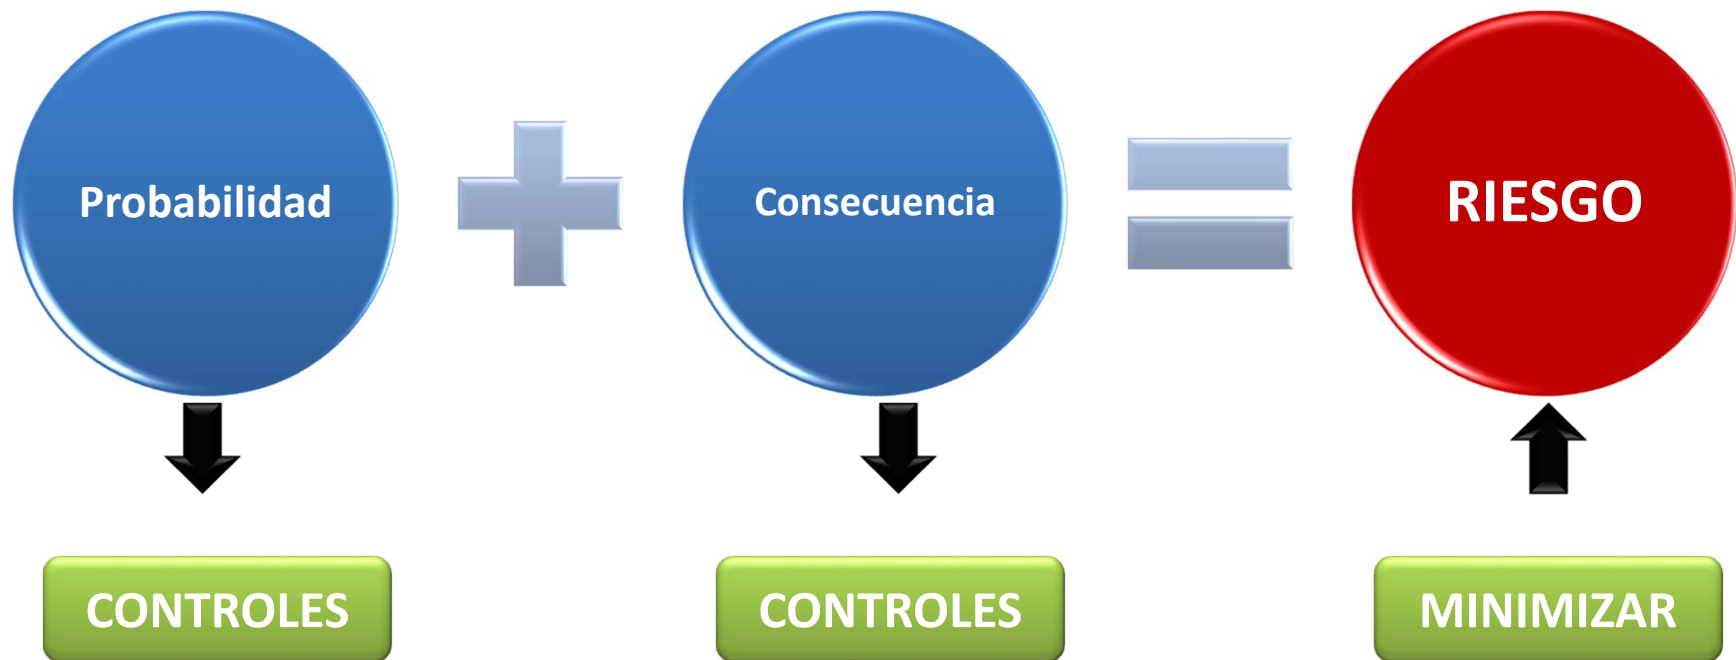 Probabilidad
Consecuencia
RIESGO
CONTROLES
CONTROLES
MINIMIZAR